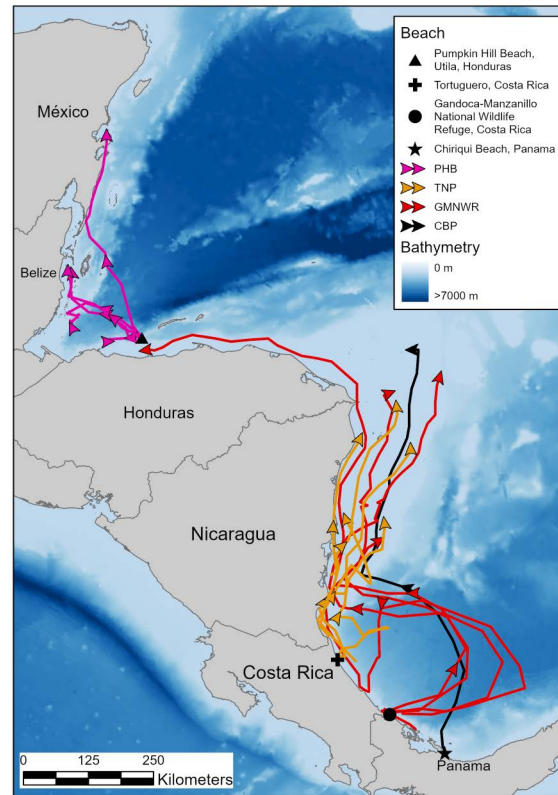 Beach
Pumpkin Hill Beach,
Utila, Honduras
Tortuguero, Costa Rica
Gandoca-Manzanillo
National Wildlife
Refuge, Costa Rica
Chiriqui Beach, Panama
PHB
TNP
GMNWR
CBP
Bathymetry
0 m
>7000 m
México
Belize
Honduras
Nicaragua
Costa Rica
Panama
0 125 250
Kilometers